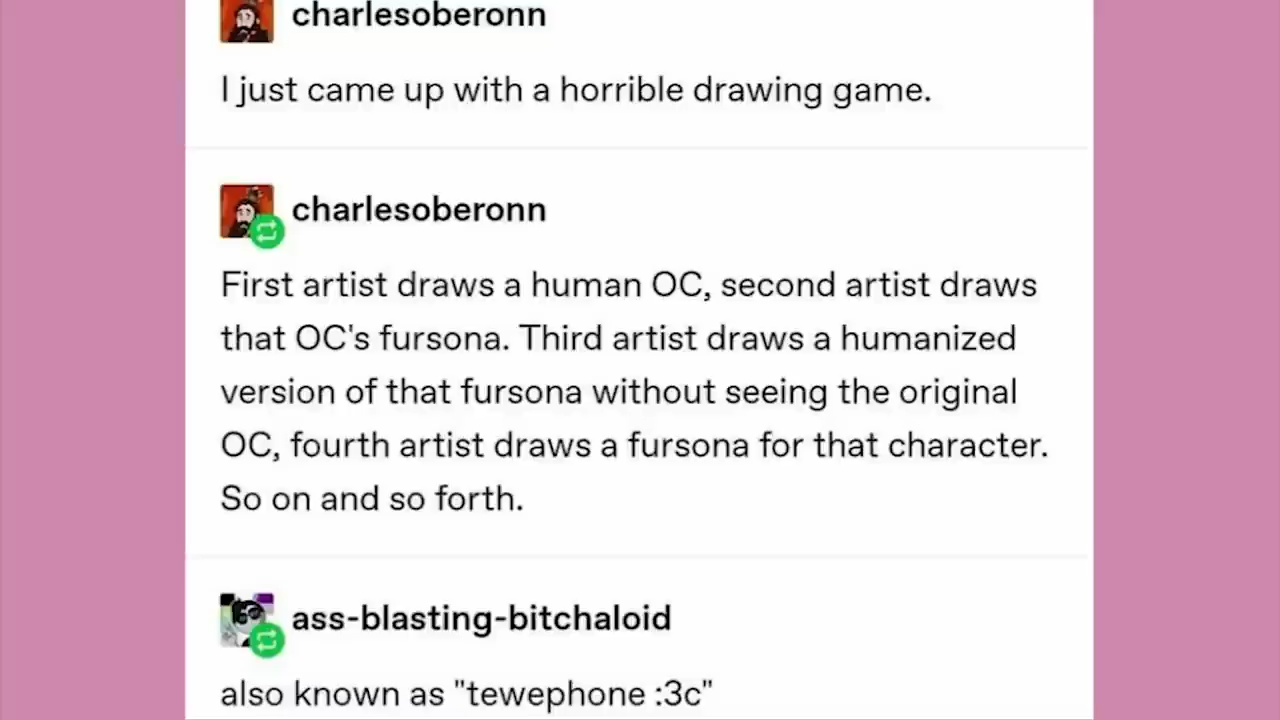 charlesoberonn
I just came up with a horrible drawing game.
charlesoberonn
First artist draws a human OC, second artist draws
that OC's fursona. Third artist draws a humanized
version of that fursona without seeing the original
OC, fourth artist draws a fursona for that character.
So on and so forth.
ass-blasting-bitchaloid
also known as "tewephone :3c"